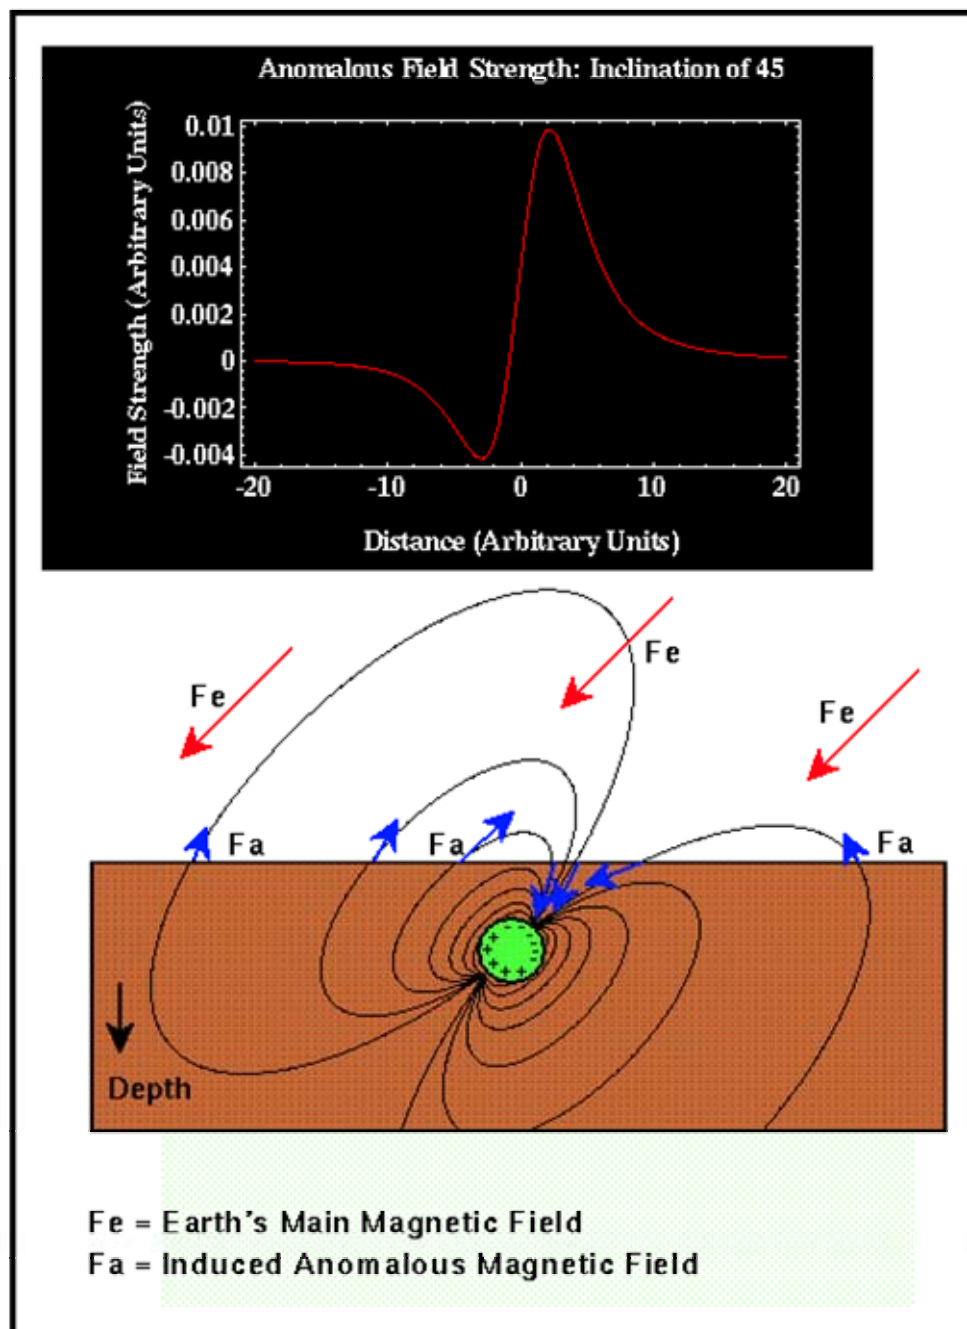 Anomalous Field Strength: Inclination of 45
Field Strength (Arbitrary Units)
0.01
0.008
0.006
0.004
0.002
0
-0.002
-0.004
-20 -10 0 10 20
Distance (Arbitrary Units)
Fe
Fe
Fe
Fa
Fa
Fa
Depth
Fe = Earth's Main Magnetic Field
Fa = Induced Anomalous Magnetic Field